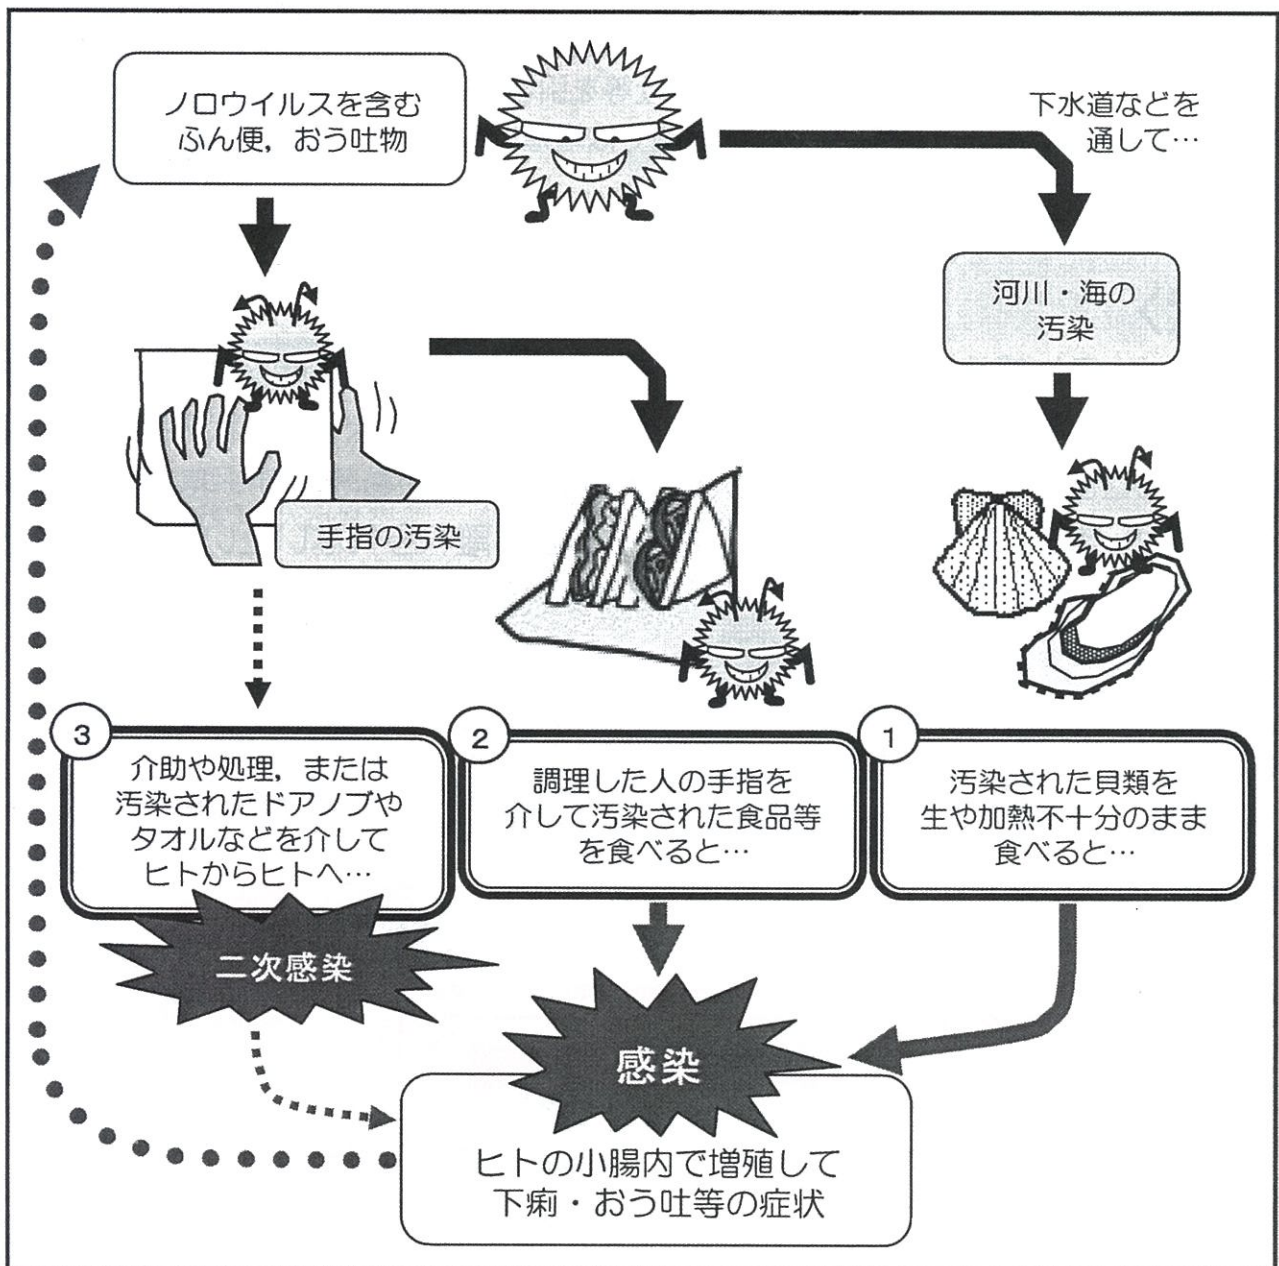 ノロウイルスを含む
ふん便，おう吐物
下水道などを
通して…
河川・海の
汚染
手指の汚染
3
介助や処理，または
汚染されたドアノブや
タオルなどを介して
ヒトからヒトへ…
2
調理した人の手指を
介して汚染された食品等
を食べると…
1
汚染された貝類を
生や加熱不十分のまま
食べると…
二次感染
感染
ヒトの小腸内で増殖して
下痢・おう吐等の症状